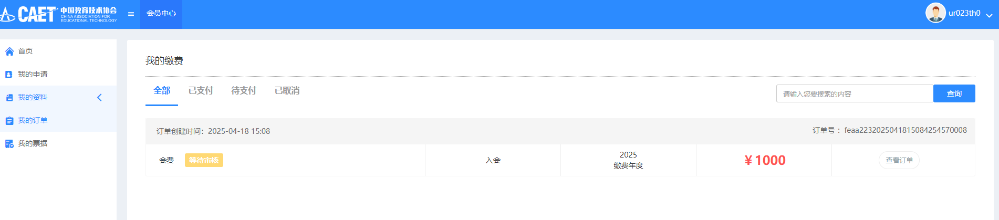 CAET 中国教育技术协会
CHINA ASSOCIATION FOR
EDUCATIONAL TECHNOLOGY
会员中心
ur023th0
首页
我的申请
我的资料
我的订单
我的票据
我的缴费
全部 已支付 待支付 已取消
请输入您要搜索的内容 查询
订单创建时间：2025-04-18 15:08
订单号： feaa22320250418150842545​70008
会费 等待审核
入会
2025
缴费年度
￥1000
查看订单